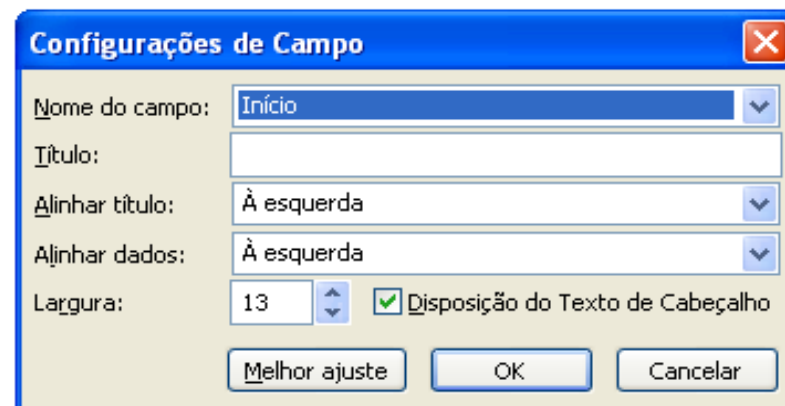 Configurações de Campo
Nome do campo: Início
Título:
Alinhar título: À esquerda
Alinhar dados: À esquerda
Largura: 13 Disposição do Texto de Cabeçalho
Melhor ajuste OK Cancelar